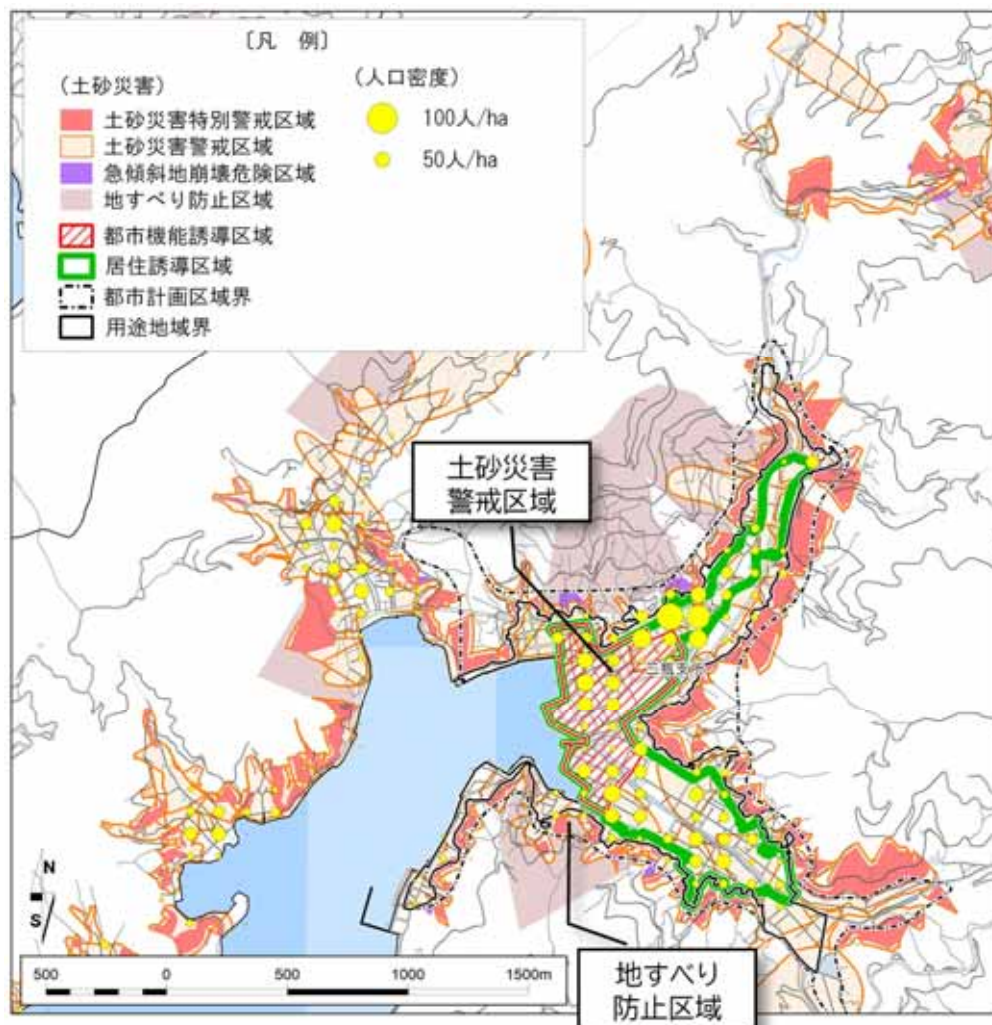 〔凡　例〕
（土砂災害）
土砂災害特別警戒区域
土砂災害警戒区域
急傾斜地崩壊危険区域
地すべり防止区域
都市機能誘導区域
居住誘導区域
都市計画区域界
用途地域界
（人口密度）
100人/ha
50人/ha
土砂災害
警戒区域
地すべり
防止区域
N
S
500 0 500 1000 1500m